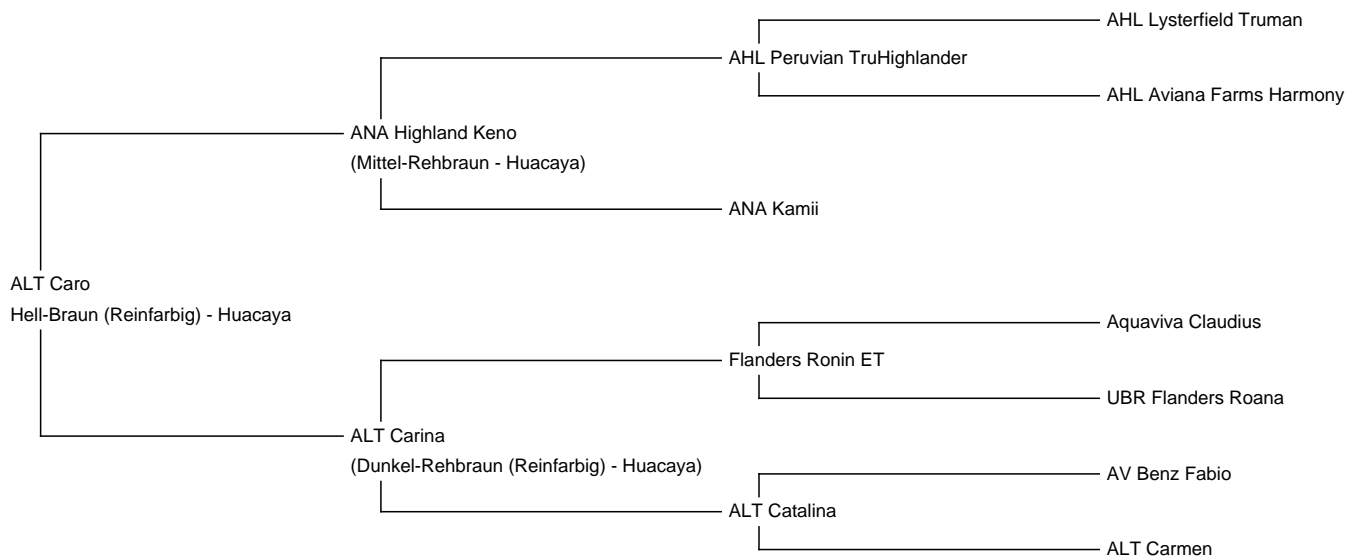 AHL Lysterfield Truman
AHL Peruvian TruHighlander
AHL Aviana Farms Harmony
ANA Highland Keno
(Mittel-Rehbraun - Huacaya)
ANA Kamii
ALT Caro
Hell-Braun (Reinfarbig) - Huacaya
Aquaviva Claudius
Flanders Ronin ET
UBR Flanders Roana
ALT Carina
(Dunkel-Rehbraun (Reinfarbig) - Huacaya)
AV Benz Fabio
ALT Catalina
ALT Carmen